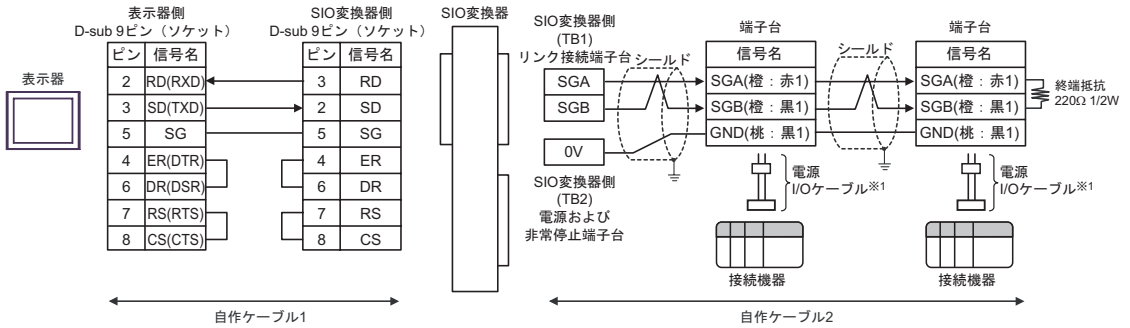 表示器
表示器側
D-sub 9ピン（ソケット）
ピン 信号名
2 RD(RXD)
3 SD(TXD)
5 SG
4 ER(DTR)
6 DR(DSR)
7 RS(RTS)
8 CS(CTS)
SIO変換器側
D-sub 9ピン（ソケット）
ピン 信号名
3 RD
2 SD
5 SG
4 ER
6 DR
7 RS
8 CS
自作ケーブル1
SIO変換器
SIO変換器側
(TB1)
リンク接続端子台
SGA
SGB
0V
SIO変換器側
(TB2)
電源および
非常停止端子台
シールド
端子台
信号名
SGA(橙：赤1)
SGB(橙：黒1)
GND(桃：黒1)
電源
I/Oケーブル※1
接続機器
シールド
端子台
信号名
SGA(橙：赤1)
SGB(橙：黒1)
GND(桃：黒1)
終端抵抗
220Ω 1/2W
電源
I/Oケーブル※1
接続機器
自作ケーブル2